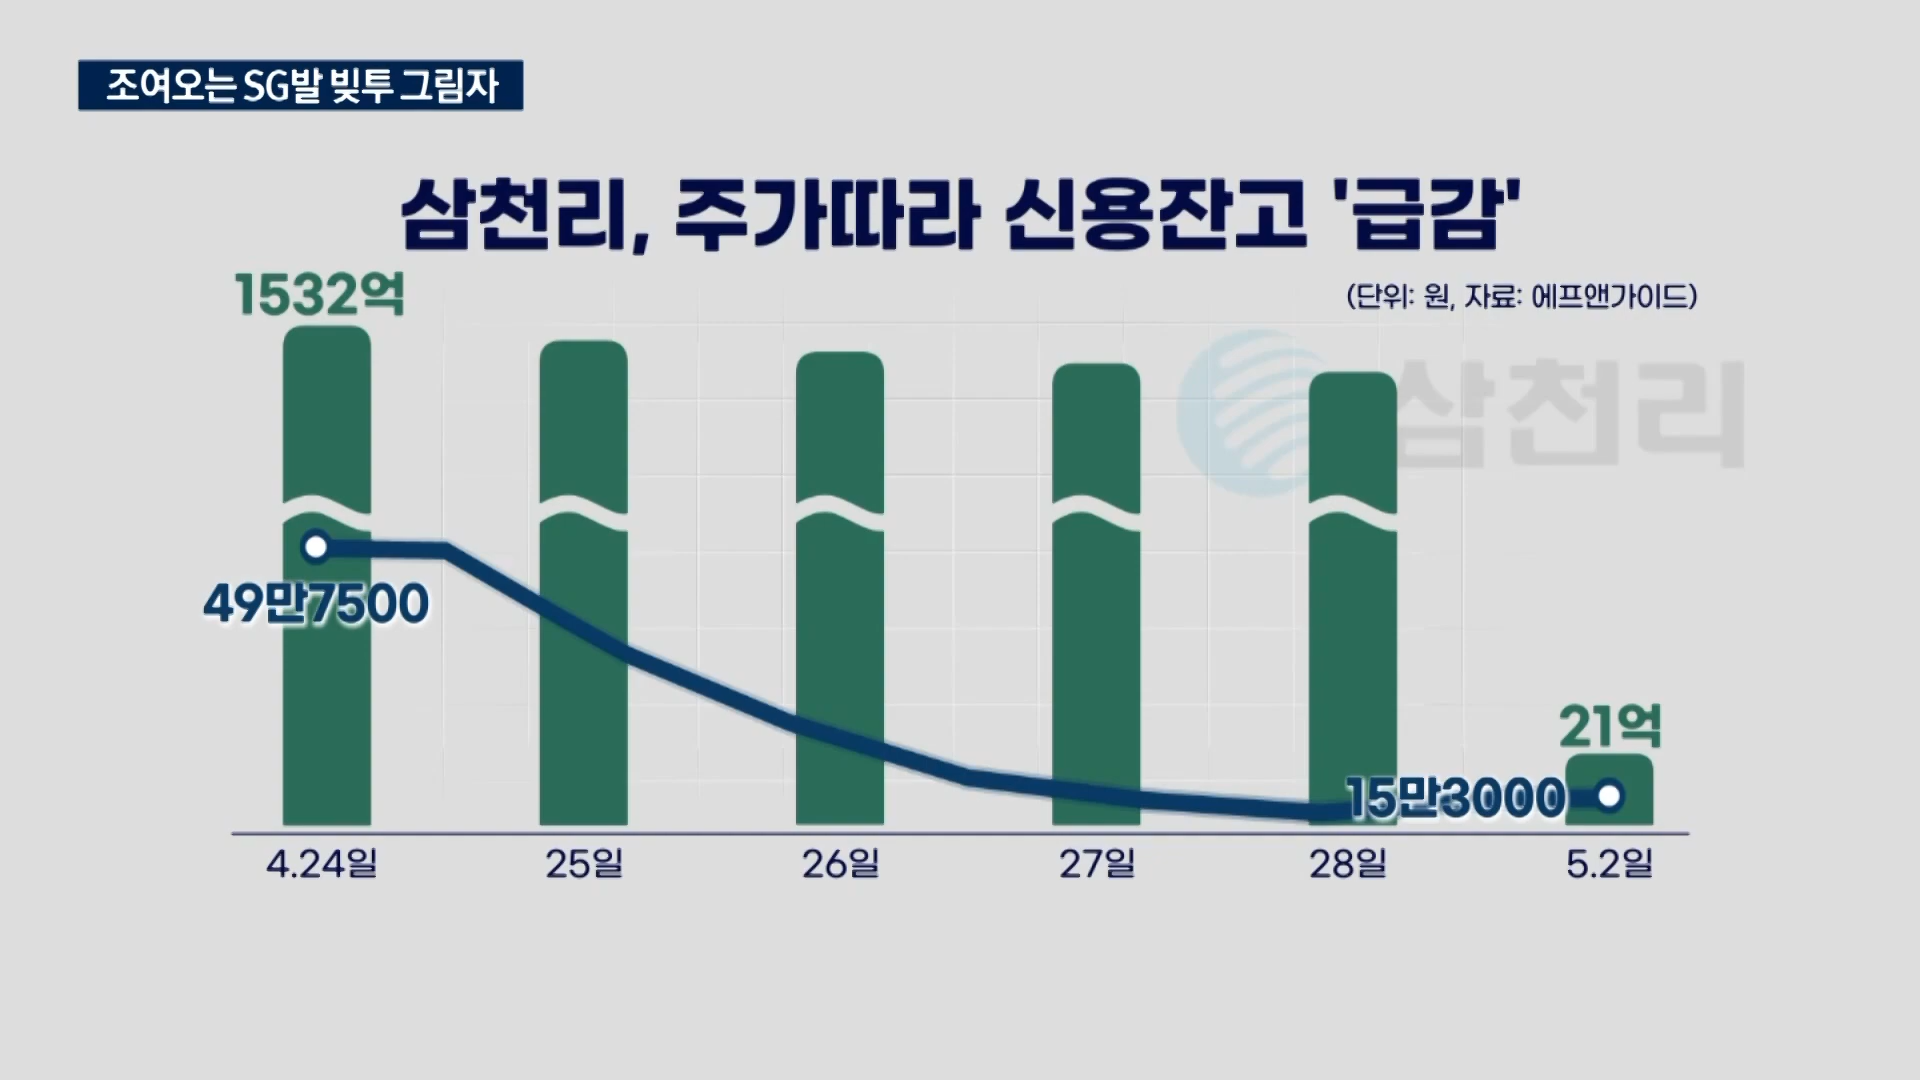 조여오는 SG발 빚투 그림자
삼천리, 주가따라 신용잔고 '급감'
(단위: 원, 자료: 에프앤가이드)
1532억
삼천리
49만7500
21억
15만3000
4.24일 25일 26일 27일 28일 5.2일